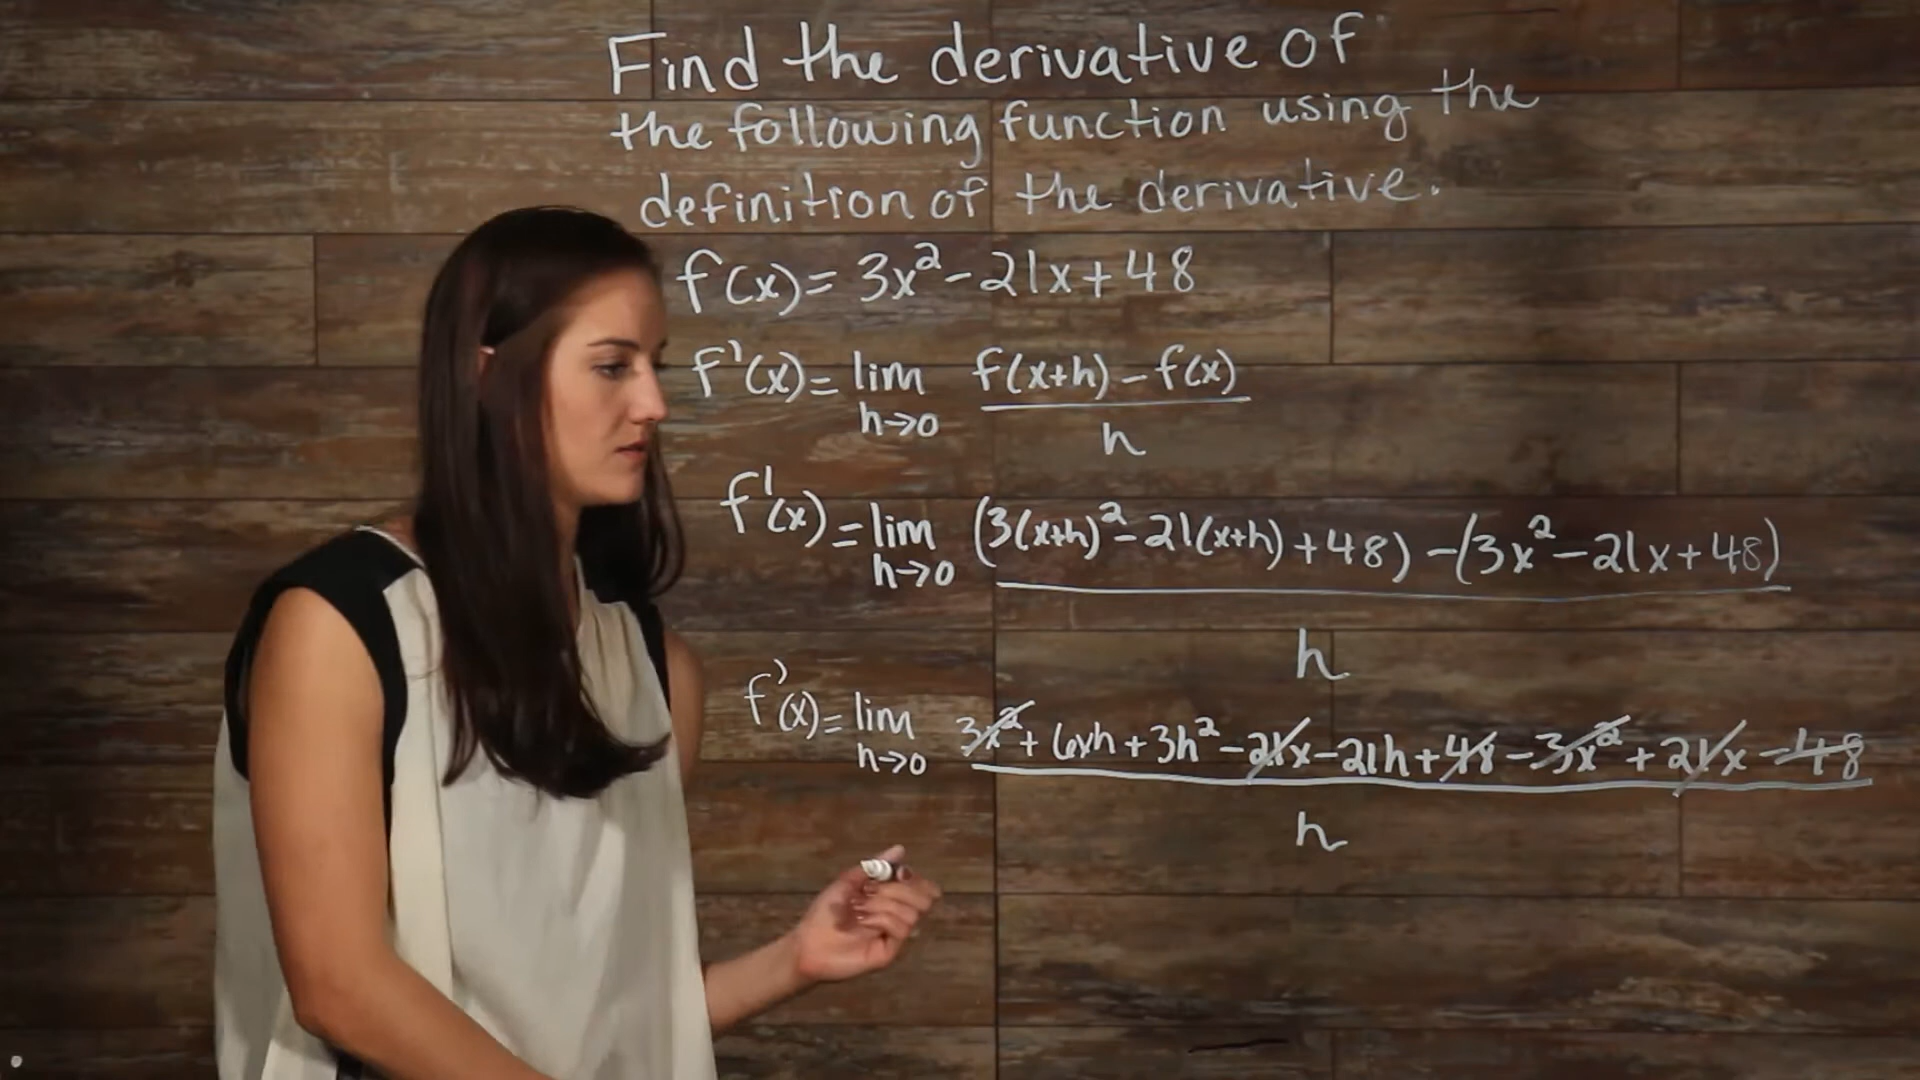 Find the derivative of
the following function using the
definition of the derivative.
f(x) = 3x² - 21x + 48
f'(x) = lim h→0 f(x+h) - f(x) / h
f'(x) = lim h→0 (3(x+h)² - 21(x+h) + 48) - (3x² - 21x + 48) / h
f'(x) = lim h→0 3x² + 6xh + 3h² - 21x - 21h + 48 - 3x² + 21x - 48 / h